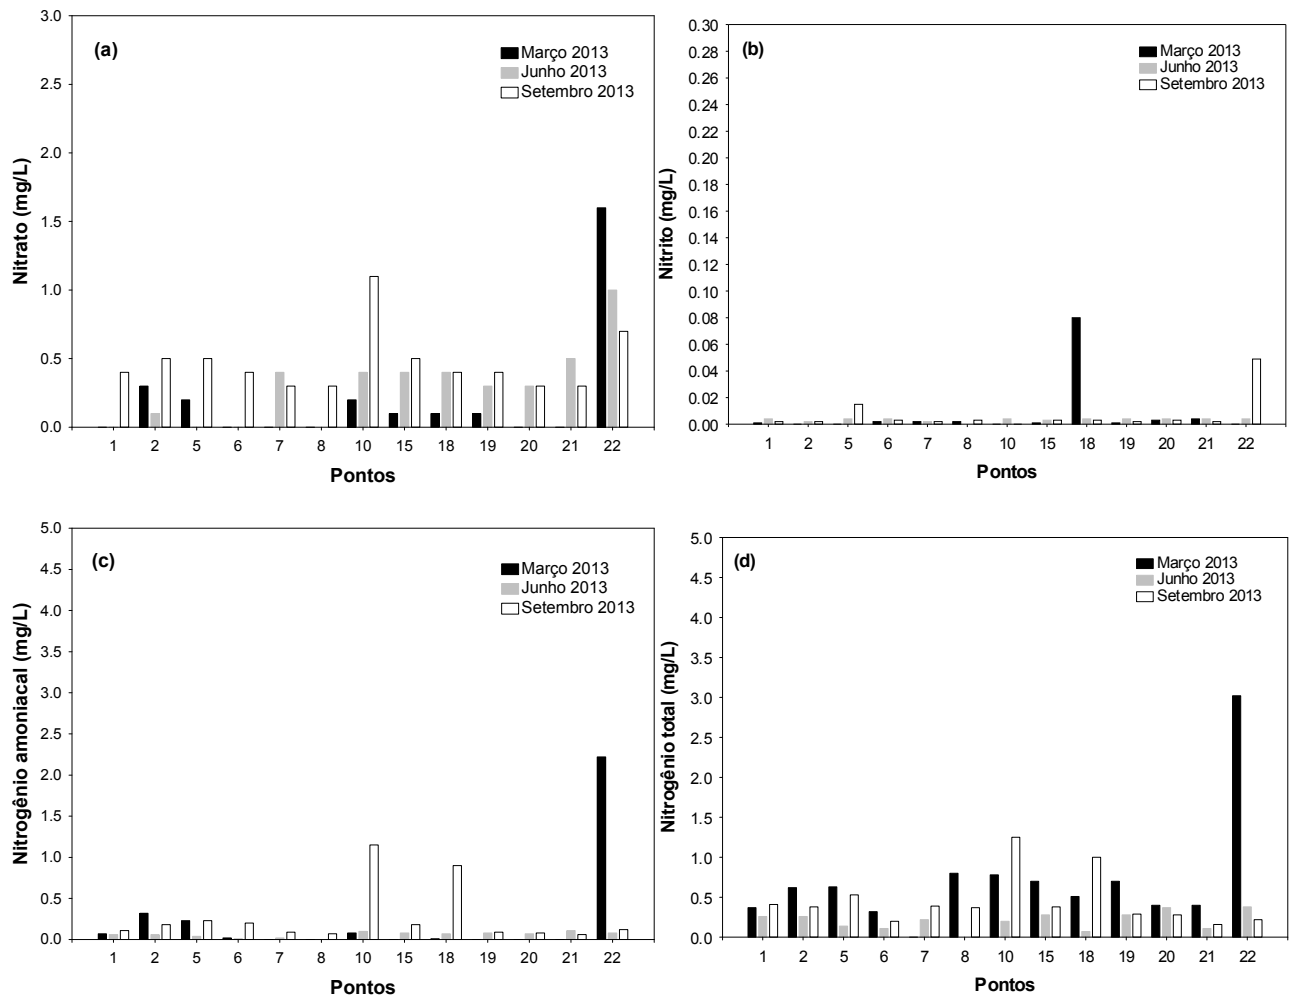 (a)
Março 2013
Junho 2013
Setembro 2013
3.0
2.5
2.0
1.5
1.0
0.5
0.0
Nitrato (mg/L)
1 2 5 6 7 8 10 15 18 19 20 21 22
Pontos
(b)
Março 2013
Junho 2013
Setembro 2013
0.30
0.28
0.26
0.24
0.22
0.20
0.18
0.16
0.14
0.12
0.10
0.08
0.06
0.04
0.02
0.00
Nitrito (mg/L)
1 2 5 6 7 8 10 15 18 19 20 21 22
Pontos
(c)
Março 2013
Junho 2013
Setembro 2013
5.0
4.5
4.0
3.5
3.0
2.5
2.0
1.5
1.0
0.5
0.0
Nitrogênio amoniacal (mg/L)
1 2 5 6 7 8 10 15 18 19 20 21 22
Pontos
(d)
Março 2013
Junho 2013
Setembro 2013
5.0
4.5
4.0
3.5
3.0
2.5
2.0
1.5
1.0
0.5
0.0
Nitrogênio total (mg/L)
1 2 5 6 7 8 10 15 18 19 20 21 22
Pontos